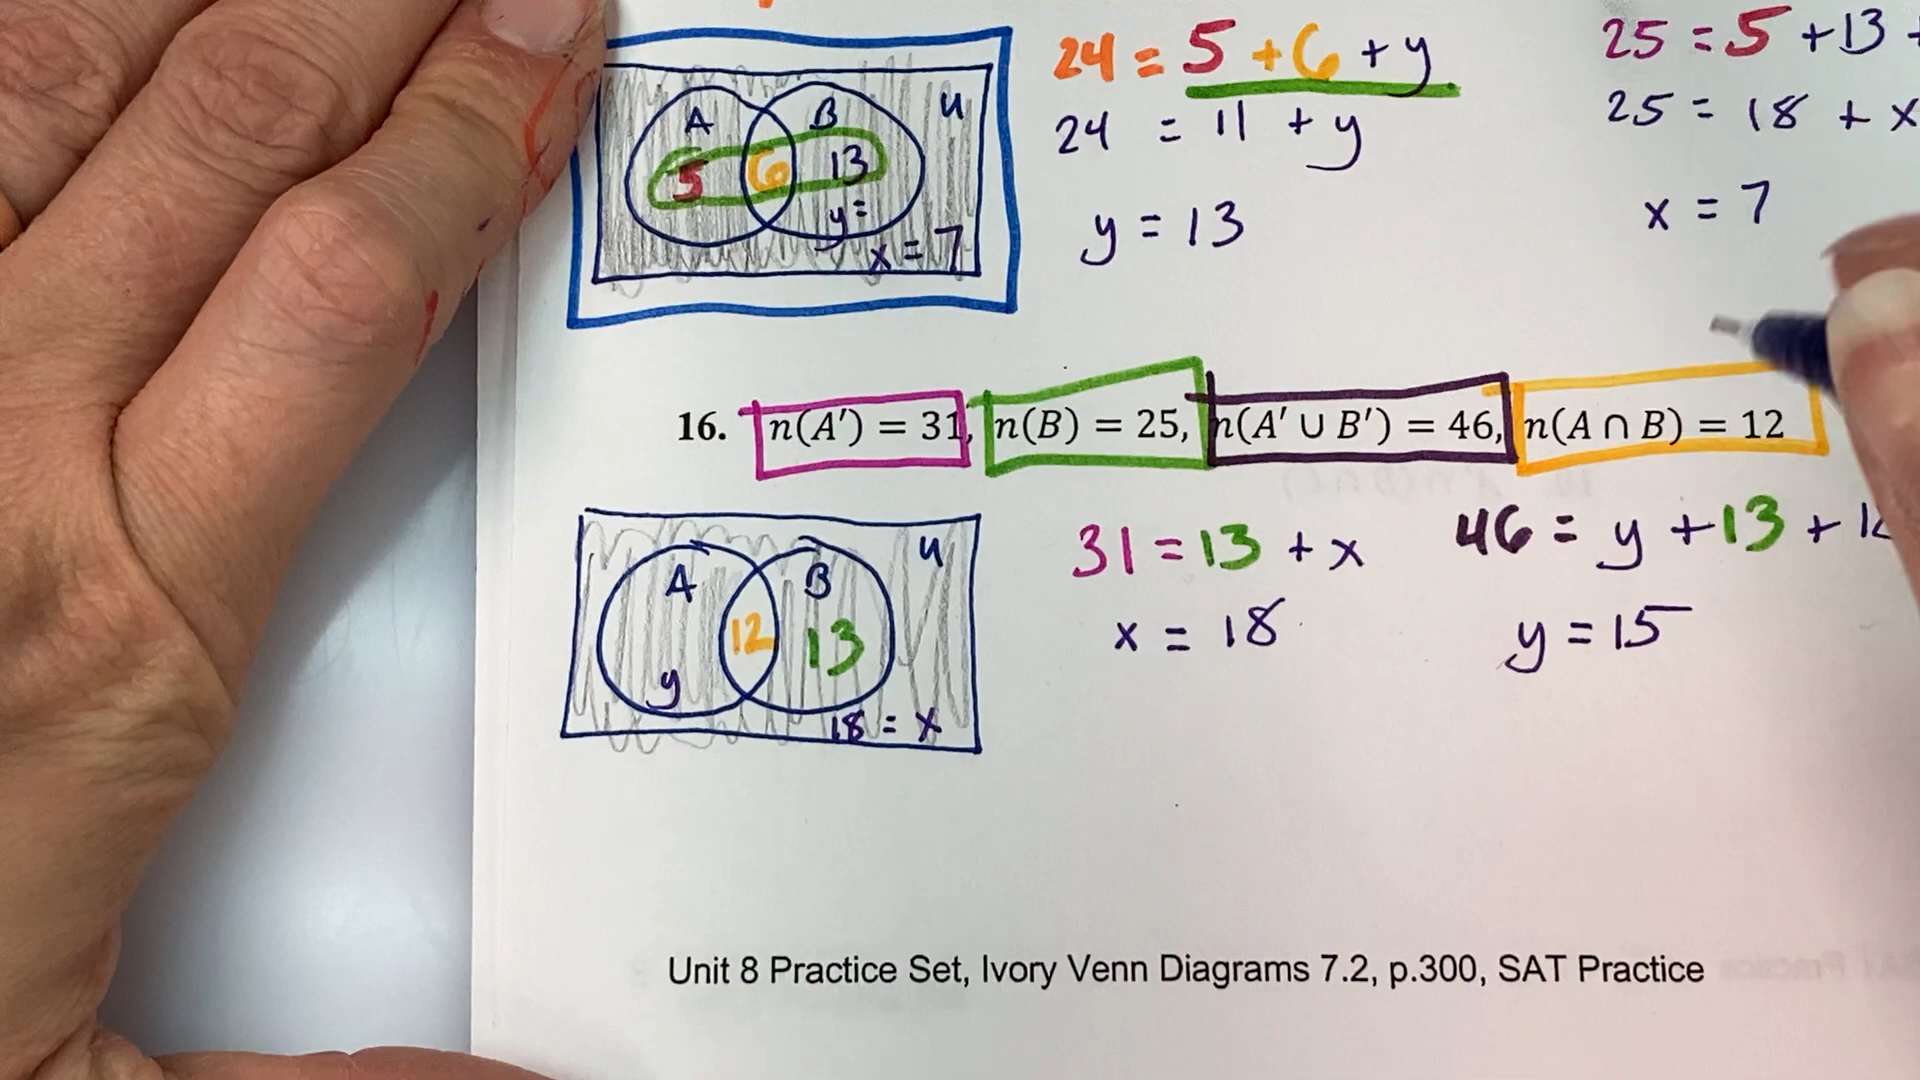 24 = 5 + 6 + y
25 = 5 + 13 +
A B U
24 = 11 + y
25 = 18 + x
5 6 13
y =
x = 7
y = 13
x = 7
16. n(A′) = 31, n(B) = 25, n(A′ ∪ B′) = 46, n(A ∩ B) = 12
31 = 13 + x
46 = y + 13 +
A B U
12 13
x = 18
y = 15
y
18 = x
Unit 8 Practice Set, Ivory Venn Diagrams 7.2, p.300, SAT Practice